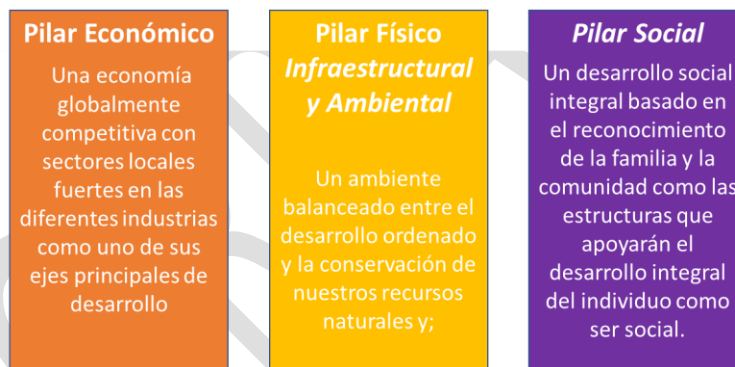 Pilar Económico
Una economía
globalmente
competitiva con
sectores locales
fuertes en las
diferentes industrias
como uno de sus
ejes principales de
desarrollo
Pilar Físico
Infraestructural
y Ambiental
Un ambiente
balanceado entre el
desarrollo ordenado
y la conservación de
nuestros recursos
naturales y;
Pilar Social
Un desarrollo social
integral basado en
el reconocimiento
de la familia y la
comunidad como las
estructuras que
apoyarán el
desarrollo integral
del individuo como
ser social.